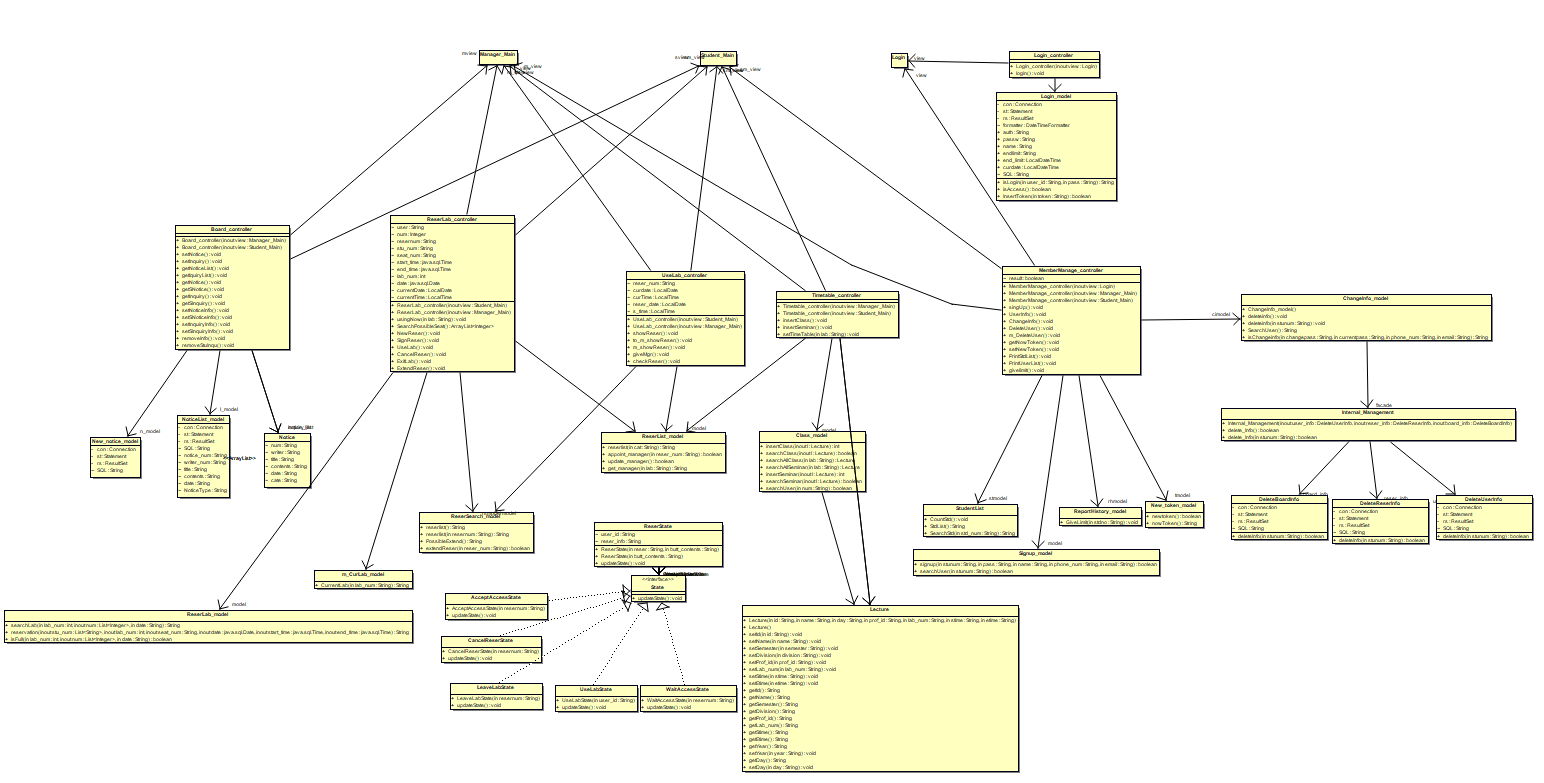 Manager_Main
mview
Student_Main
Login
view
view
Login_controller
+ Login_controller(inout view : Login)
+ login() : void
Login_model
- con : Connection
- st : Statement
- rs : ResultSet
- formatter : DateTimeFormatter
+ auth : String
+ passw : String
+ name : String
+ endlimit : String
+ end_limit : LocalDateTime
+ curdate : LocalDateTime
- SQL : String
+ isLogin(in user_id : String, in pass : String) : String
+ isAccess() : boolean
+ insertToken(in token : String) : boolean
Board_controller
+ Board_controller(inout view : Manager_Main)
+ Board_controller(inout view : Student_Main)
+ setNotice() : void
+ setInquiry() : void
+ getNoticeList() : void
+ getIquiryList() : void
+ getNotice() : void
+ getSNotice() : void
+ getInquiry() : void
+ getSInquiry() : void
+ setNoticeInfo() : void
+ setSNoticeInfo() : void
+ setInquiryInfo() : void
+ setSInquiryInfo() : void
+ removeInfo() : void
+ removeStuInqu() : void
ReserLab_controller
- user : String
- num : Integer
- resernum : String
- stu_num : String
- seat_num : String
- start_time : java.sql.Time
- end_time : java.sql.Time
- lab_num : int
- date : java.sql.Date
- currentDate : LocalDate
- currentTime : LocalTime
+ ReserLab_controller(inout view : Student_Main)
+ ReserLab_controller(inout view : Manager_Main)
+ usingNow(in lab : String) : void
+ SearchPossibleSeat() : ArrayList<Integer>
+ NewReser() : void
+ SignReser() : void
+ UseLab() : void
+ CancelReser() : void
+ ExitLab() : void
+ ExtendReser() : void
UseLab_controller
- reser_num : String
- curdate : LocalDate
- curTime : LocalTime
- reser_date : LocalDate
- s_time : LocalTime
+ UseLab_controller(inout view : Student_Main)
+ UseLab_controller(inout view : Manager_Main)
+ showReser() : void
+ to_m_showReser() : void
+ m_showReser() : void
+ giveMgr() : void
+ checkReser() : void
Timetable_controller
+ Timetable_controller(inout view : Manager_Main)
+ Timetable_controller(inout view : Student_Main)
+ insertClass() : void
+ insertSeminar() : void
+ setTimeTable(in lab : String) : void
MemberManage_controller
- result : boolean
+ MemberManage_controller(inout view : Login)
+ MemberManage_controller(inout view : Manager_Main)
+ MemberManage_controller(inout view : Student_Main)
+ singUp() : void
+ UserInfo() : void
+ ChangeInfo() : void
+ DeleteUser() : void
+ m_DeleteUser() : void
+ getNewToken() : void
+ setNewToken() : void
+ PrintStdList() : void
+ PrintUserList() : void
+ givelimit() : void
cimodel
ChangeInfo_model
+ ChangeInfo_model()
+ deleteInfo() : void
+ deleteInfo(in stunum : String) : void
+ SearchUser() : String
+ isChangeInfo(in changepass : String, in currentpass : String, in phone_num : String, in email : String) : String
facade
Internal_Management
+ Internal_Management(inout user_info : DeleteUserInfo, inout reser_info : DeleteReserInfo, inout board_info : DeleteBoardInfo)
+ delete_Info() : boolean
+ delete_Info(in stunum : String) : boolean
n_model
New_notice_model
- con : Connection
- st : Statement
- rs : ResultSet
- SQL : String
l_model
NoticeList_model
- con : Connection
- st : Statement
- rs : ResultSet
- SQL : String
- notice_num : String
- writer_num : String
- title : String
- contents : String
- date : String
- NoticeType : String
<<ArrayList>>
Notice
- num : String
- writer : String
- title : String
- contents : String
- date : String
- cate : String
ReserList_model
model
+ reserlist(in cat : String) : String
+ appoint_manager(in reser_num : String) : boolean
+ update_manager() : boolean
+ get_manager(in lab : String) : String
Class_model
model
+ insertClass(inout l : Lecture) : int
+ searchClass(inout l : Lecture) : boolean
+ searchAllClass(in lab : String) : Lecture
+ searchAllSeminar(in lab : String) : Lecture
+ insertSeminar(inout l : Lecture) : int
+ searchSeminar(inout l : Lecture) : boolean
+ searchUser(in num : String) : boolean
ReserSearch_model
+ reserlist() : String
+ reserlist(in resernum : String) : String
+ PossibleExtend() : String
+ extendReser(in reser_num : String) : boolean
m_CurLab_model
+ CurrentLab(in lab_num : String) : String
model
ReserLab_model
+ searchLab(in lab_num : int, inout num : List<Integer>, in date : String) : String
+ reservation(inout stu_num : List<String>, inout lab_num : int, inout seat_num : String, inout date : java.sql.Date, inout start_time : java.sql.Time, inout end_time : java.sql.Time) : String
+ isFull(in lab_num : int, inout num : List<Integer>, in date : String) : boolean
ReserState
- user_id : String
- reser_info : String
+ ReserState(in reser : String, in butt_contents : String)
+ ReserState(in butt_contents : String)
+ updateState() : void
<<interface>>
State
+ updateState() : void
AcceptAccessState
+ AcceptAccessState(in resernum : String)
+ updateState() : void
CancelReserState
+ CancelReserState(in resernum : String)
+ updateState() : void
LeaveLabState
+ LeaveLabState(in resernum : String)
+ updateState() : void
UseLabState
+ UseLabState(in user_id : String)
+ updateState() : void
WaitAccessState
+ WaitAccessState(in resernum : String)
+ updateState() : void
slmodel
StudentList
+ CountStd() : void
+ StdList() : String
+ SearchStd(in std_num : String) : String
rhmodel
ReportHistory_model
+ GiveLimit(in stdno : String) : void
tmodel
New_token_model
+ newtoken() : boolean
+ nowToken() : String
model
Signup_model
+ signup(in stunum : String, in pass : String, in name : String, in phone_num : String, in email : String) : boolean
+ searchUser(in stunum : String) : boolean
DeleteBoardInfo
- con : Connection
- st : Statement
- rs : ResultSet
- SQL : String
+ deleteInfo(in stunum : String) : boolean
DeleteReserInfo
- con : Connection
- st : Statement
- rs : ResultSet
- SQL : String
+ deleteInfo(in stunum : String) : boolean
DeleteUserInfo
- con : Connection
- st : Statement
- rs : ResultSet
- SQL : String
+ deleteInfo(in stunum : String) : boolean
Lecture
+ Lecture(in id : String, in name : String, in day : String, in prof_id : String, in lab_num : String, in stime : String, in etime : String)
+ Lecture()
+ setId(in id : String) : void
+ setName(in name : String) : void
+ setSemester(in semester : String) : void
+ setDivision(in division : String) : void
+ setProf_id(in prof_id : String) : void
+ setLab_num(in lab_num : String) : void
+ setStime(in stime : String) : void
+ setEtime(in etime : String) : void
+ getId() : String
+ getName() : String
+ getSemester() : String
+ getDivision() : String
+ getProf_id() : String
+ getLab_num() : String
+ getStime() : String
+ getEtime() : String
+ getYear() : String
+ setYear(in year : String) : void
+ getDay() : String
+ setDay(in day : String) : void